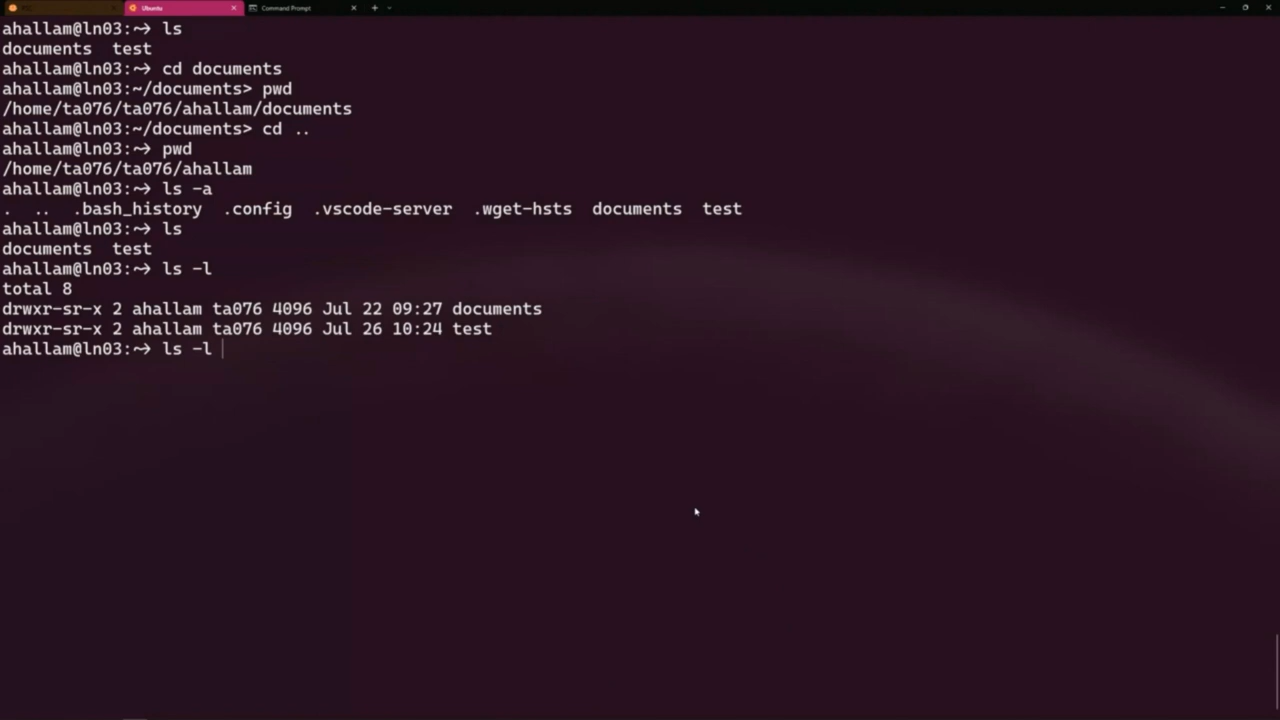 Ubuntu
Command Prompt
ahallam@ln03:~> ls
documents  test
ahallam@ln03:~> cd documents
ahallam@ln03:~/documents> pwd
/home/ta076/ta076/ahallam/documents
ahallam@ln03:~/documents> cd ..
ahallam@ln03:~> pwd
/home/ta076/ta076/ahallam
ahallam@ln03:~> ls -a
.  ..  .bash_history  .config  .vscode-server  .wget-hsts  documents  test
ahallam@ln03:~> ls
documents  test
ahallam@ln03:~> ls -l
total 8
drwxr-sr-x 2 ahallam ta076 4096 Jul 22 09:27 documents
drwxr-sr-x 2 ahallam ta076 4096 Jul 26 10:24 test
ahallam@ln03:~> ls -l